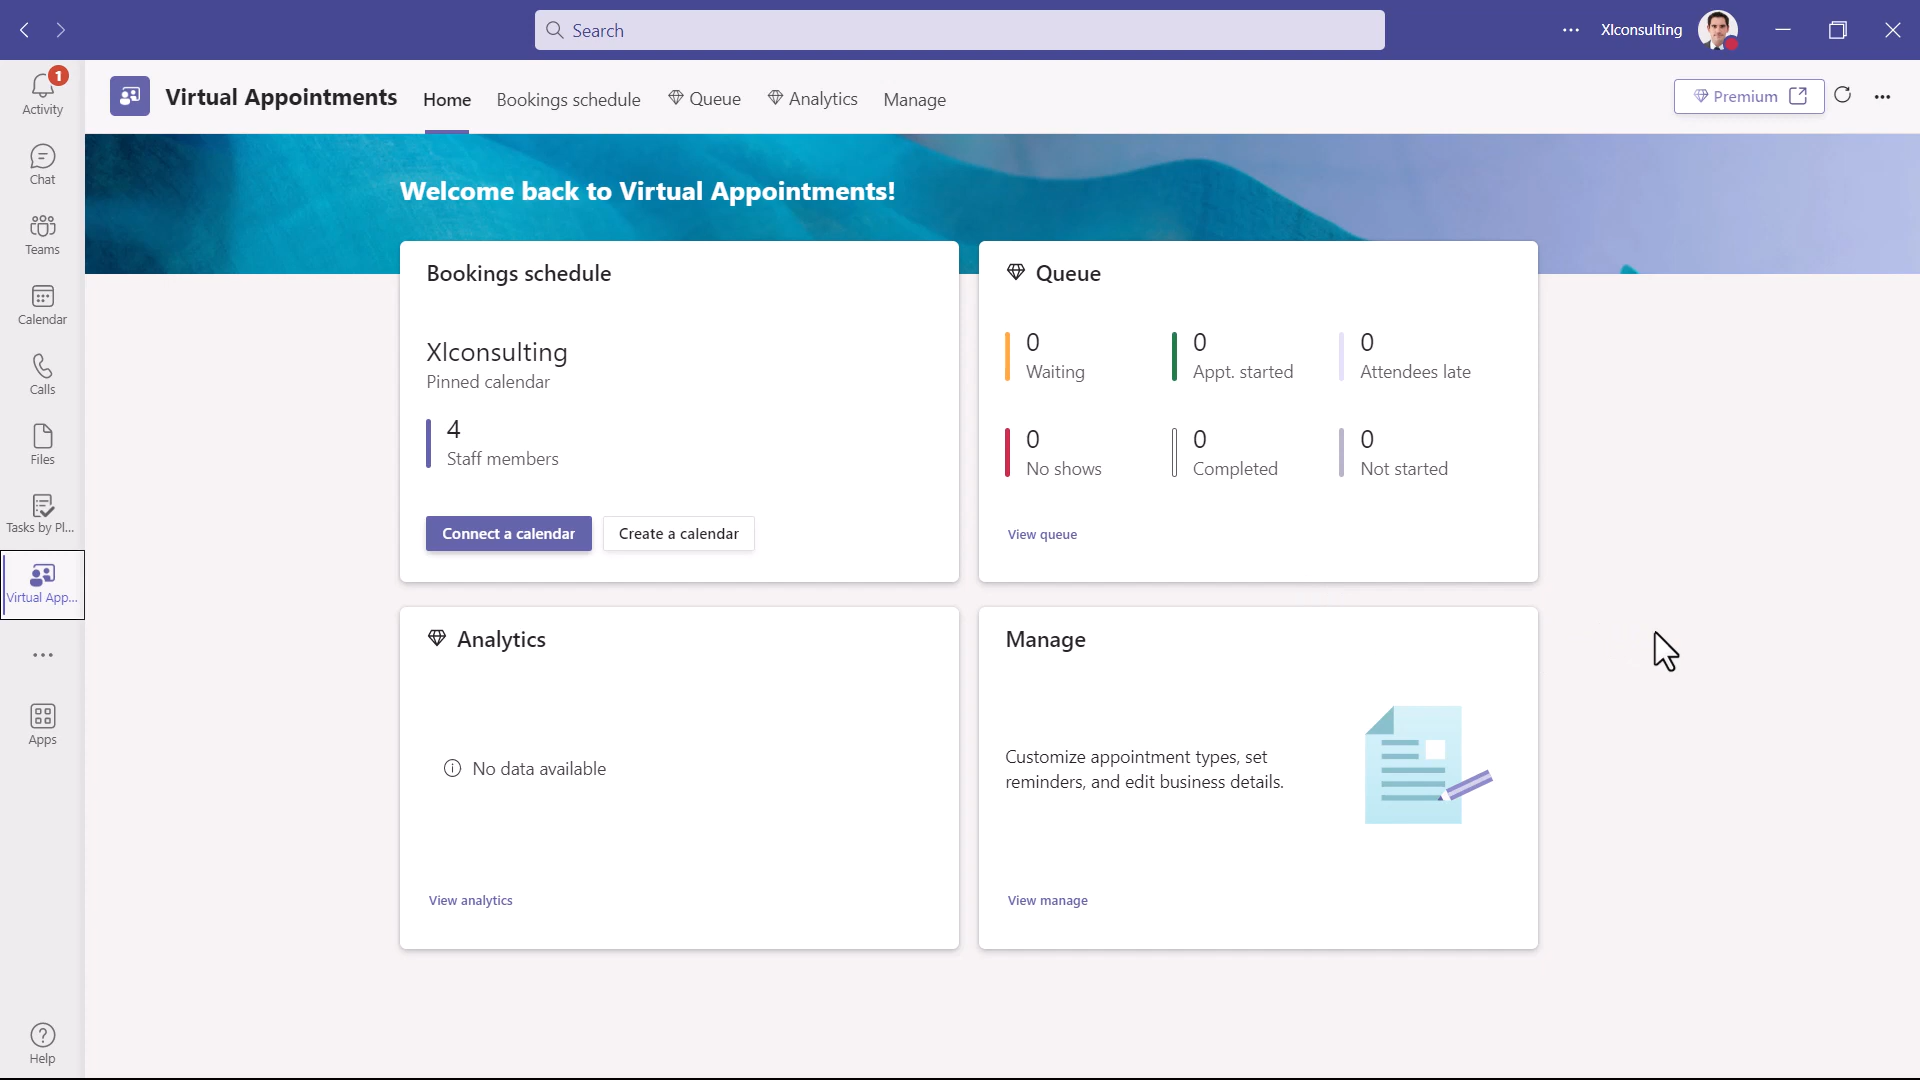 Search
Xlconsulting
1
Activity
Chat
Teams
Calendar
Calls
Files
Tasks by Pl...
Virtual App...
Apps
Help
Virtual Appointments
Home
Bookings schedule
Queue
Analytics
Manage
Premium
Welcome back to Virtual Appointments!
Bookings schedule
Xlconsulting
Pinned calendar
4
Staff members
Connect a calendar
Create a calendar
Queue
0
Waiting
0
Appt. started
0
Attendees late
0
No shows
0
Completed
0
Not started
View queue
Analytics
No data available
View analytics
Manage
Customize appointment types, set
reminders, and edit business details.
View manage